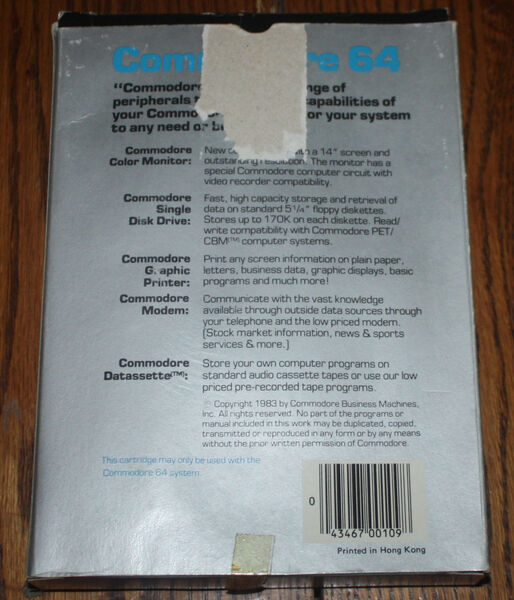 Com re 64
"Commodor nge of
peripherals t apabilities of
your Commo or your system
to any need or b
Commodore
Color Monitor:
New co h a 14" screen and
outstanding resolution. The monitor has a
special Commodore computer circuit with
video recorder compatibility.
Commodore
Single
Disk Drive:
Fast, high capacity storage and retrieval of
data on standard 5¼" floppy diskettes.
Stores up to 170K on each diskette. Read/
write compatibility with Commodore PET/
CBM(TM) computer systems.
Commodore
G aphic
Printer:
Print any screen information on plain paper,
letters, business data, graphic displays, basic
programs and much more!
Commodore
Modem:
Communicate with the vast knowledge
available through outside data sources through
your telephone and the low priced modem.
(Stock market information, news & sports
services & more.)
Commodore
Datassette(TM):
Store your own computer programs on
standard audio cassette tapes or use our low
priced pre-recorded tape programs.
© Copyright 1983 by Commodore Business Machines,
Inc. All rights reserved. No part of the programs or
manual included in this work may be duplicated, copied,
transmitted or reproduced in any form or by any means
without the prior written permission of Commodore.
This cartridge may only be used with the
Commodore 64 system.
0 43467 00109
Printed in Hong Kong